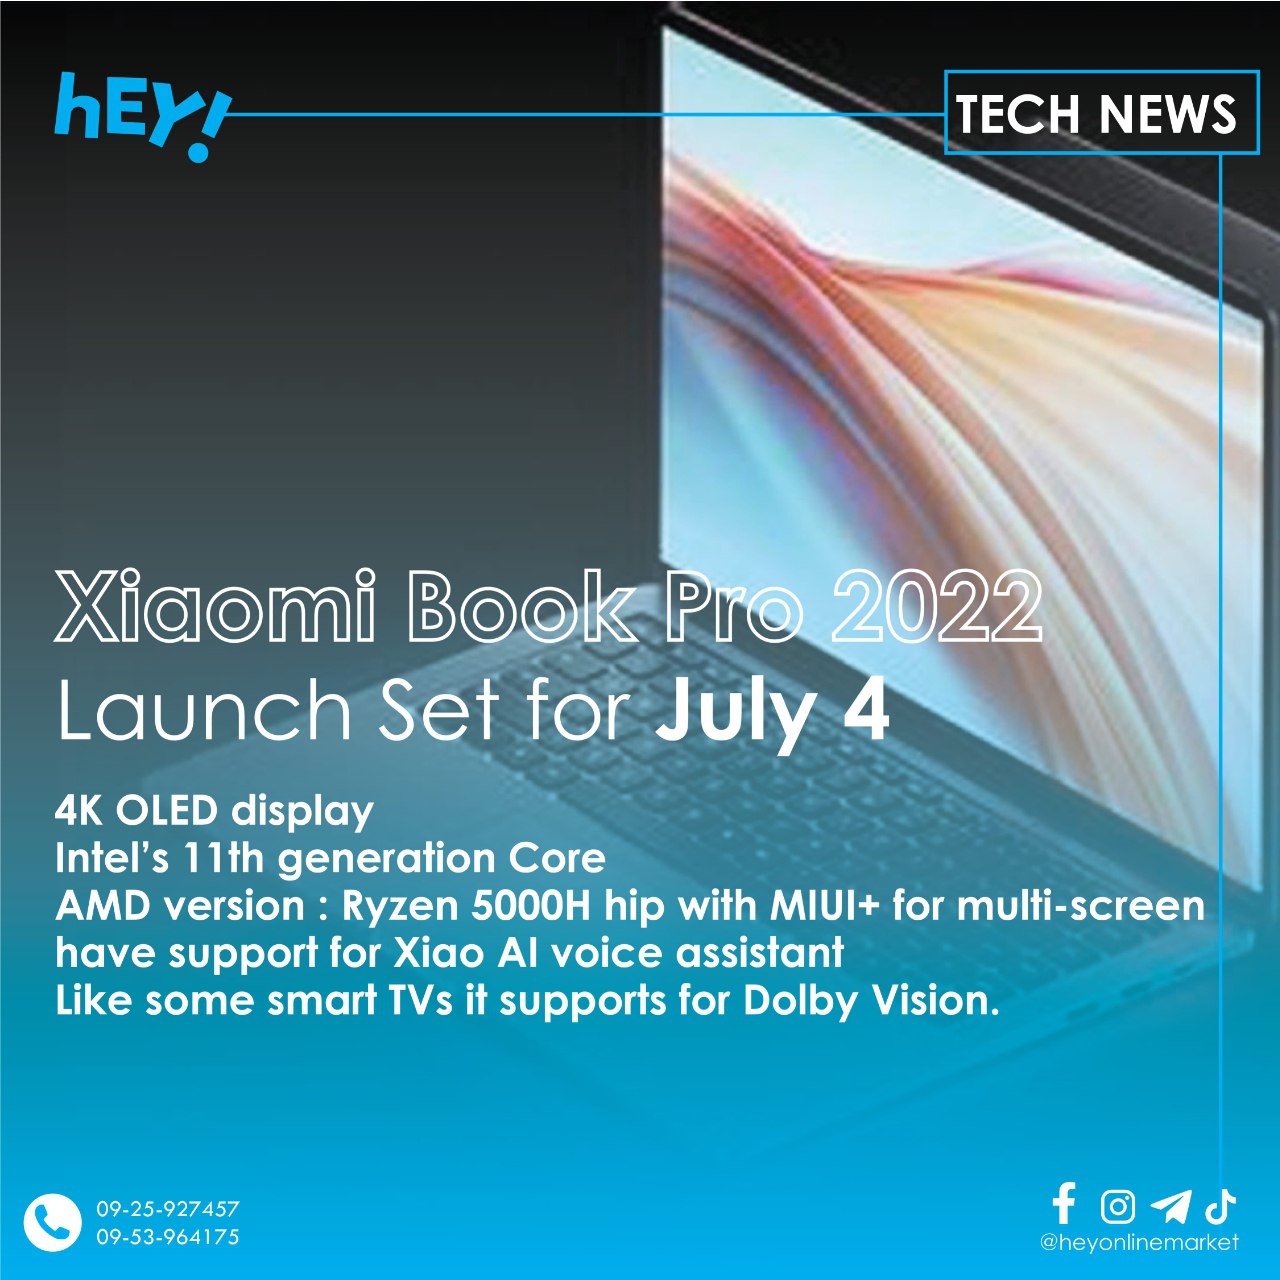 hEY!
TECH NEWS
Xiaomi Book Pro 2022
Launch Set for July 4
4K OLED display
Intel’s 11th generation Core
AMD version : Ryzen 5000H hip with MIUI+ for multi-screen
have support for Xiao AI voice assistant
Like some smart TVs it supports for Dolby Vision.
09-25-927457
09-53-964175
@heyonlinemarket